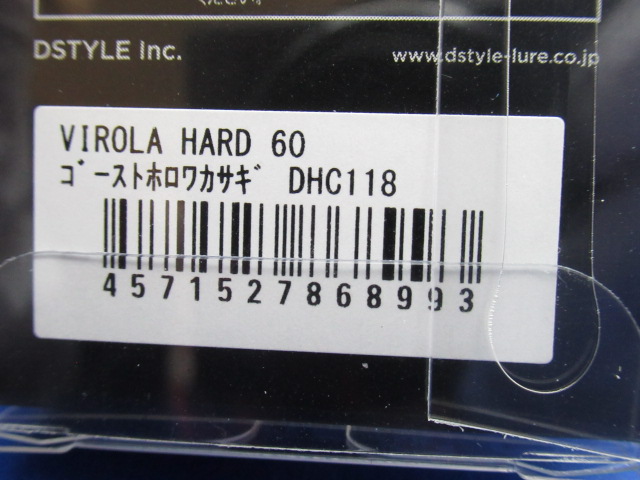 DSTYLE Inc.
www.dstyle-lure.co.jp
VIROLA HARD 60
ｺﾞｰｽﾄﾎﾛﾜｶｻｷﾞ DHC118
4571527868993